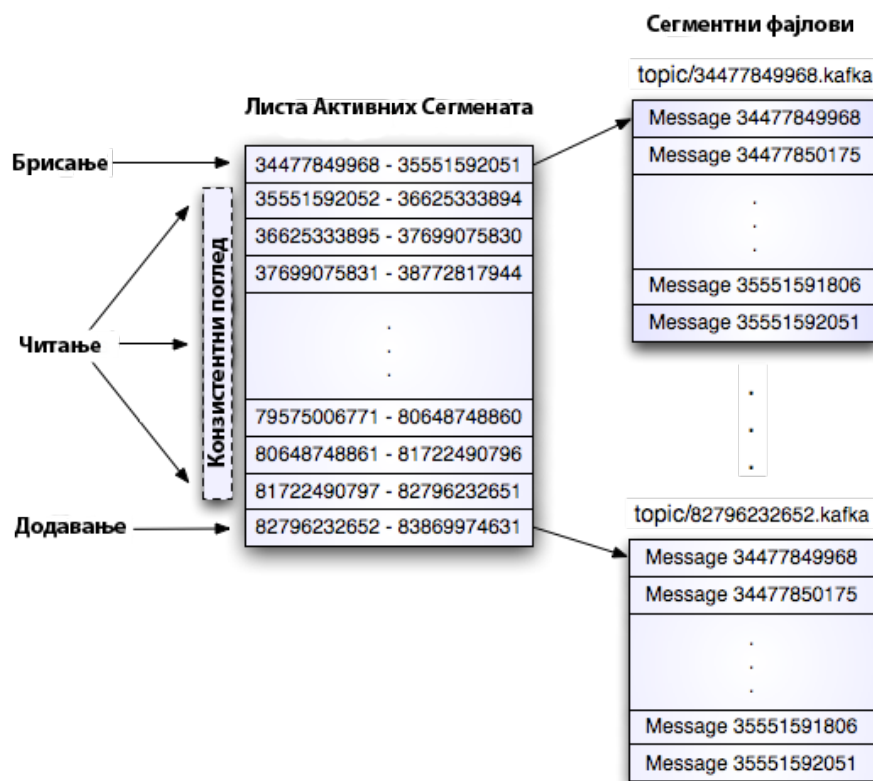 Сегментни фајлови
topic/34477849968.kafka
Листа Активних Сегмената
Message 34477849968
Брисање
34477849968 - 35551592051
Message 34477850175
35551592052 - 36625333894
36625333895 - 37699075830
37699075831 - 38772817944
Message 35551591806
Message 35551592051
Читање
Конзистентни поглед
79575006771 - 80648748860
80648748861 - 81722490796
81722490797 - 82796232651
Додавање
82796232652 - 83869974631
topic/82796232652.kafka
Message 34477849968
Message 34477850175
Message 35551591806
Message 35551592051